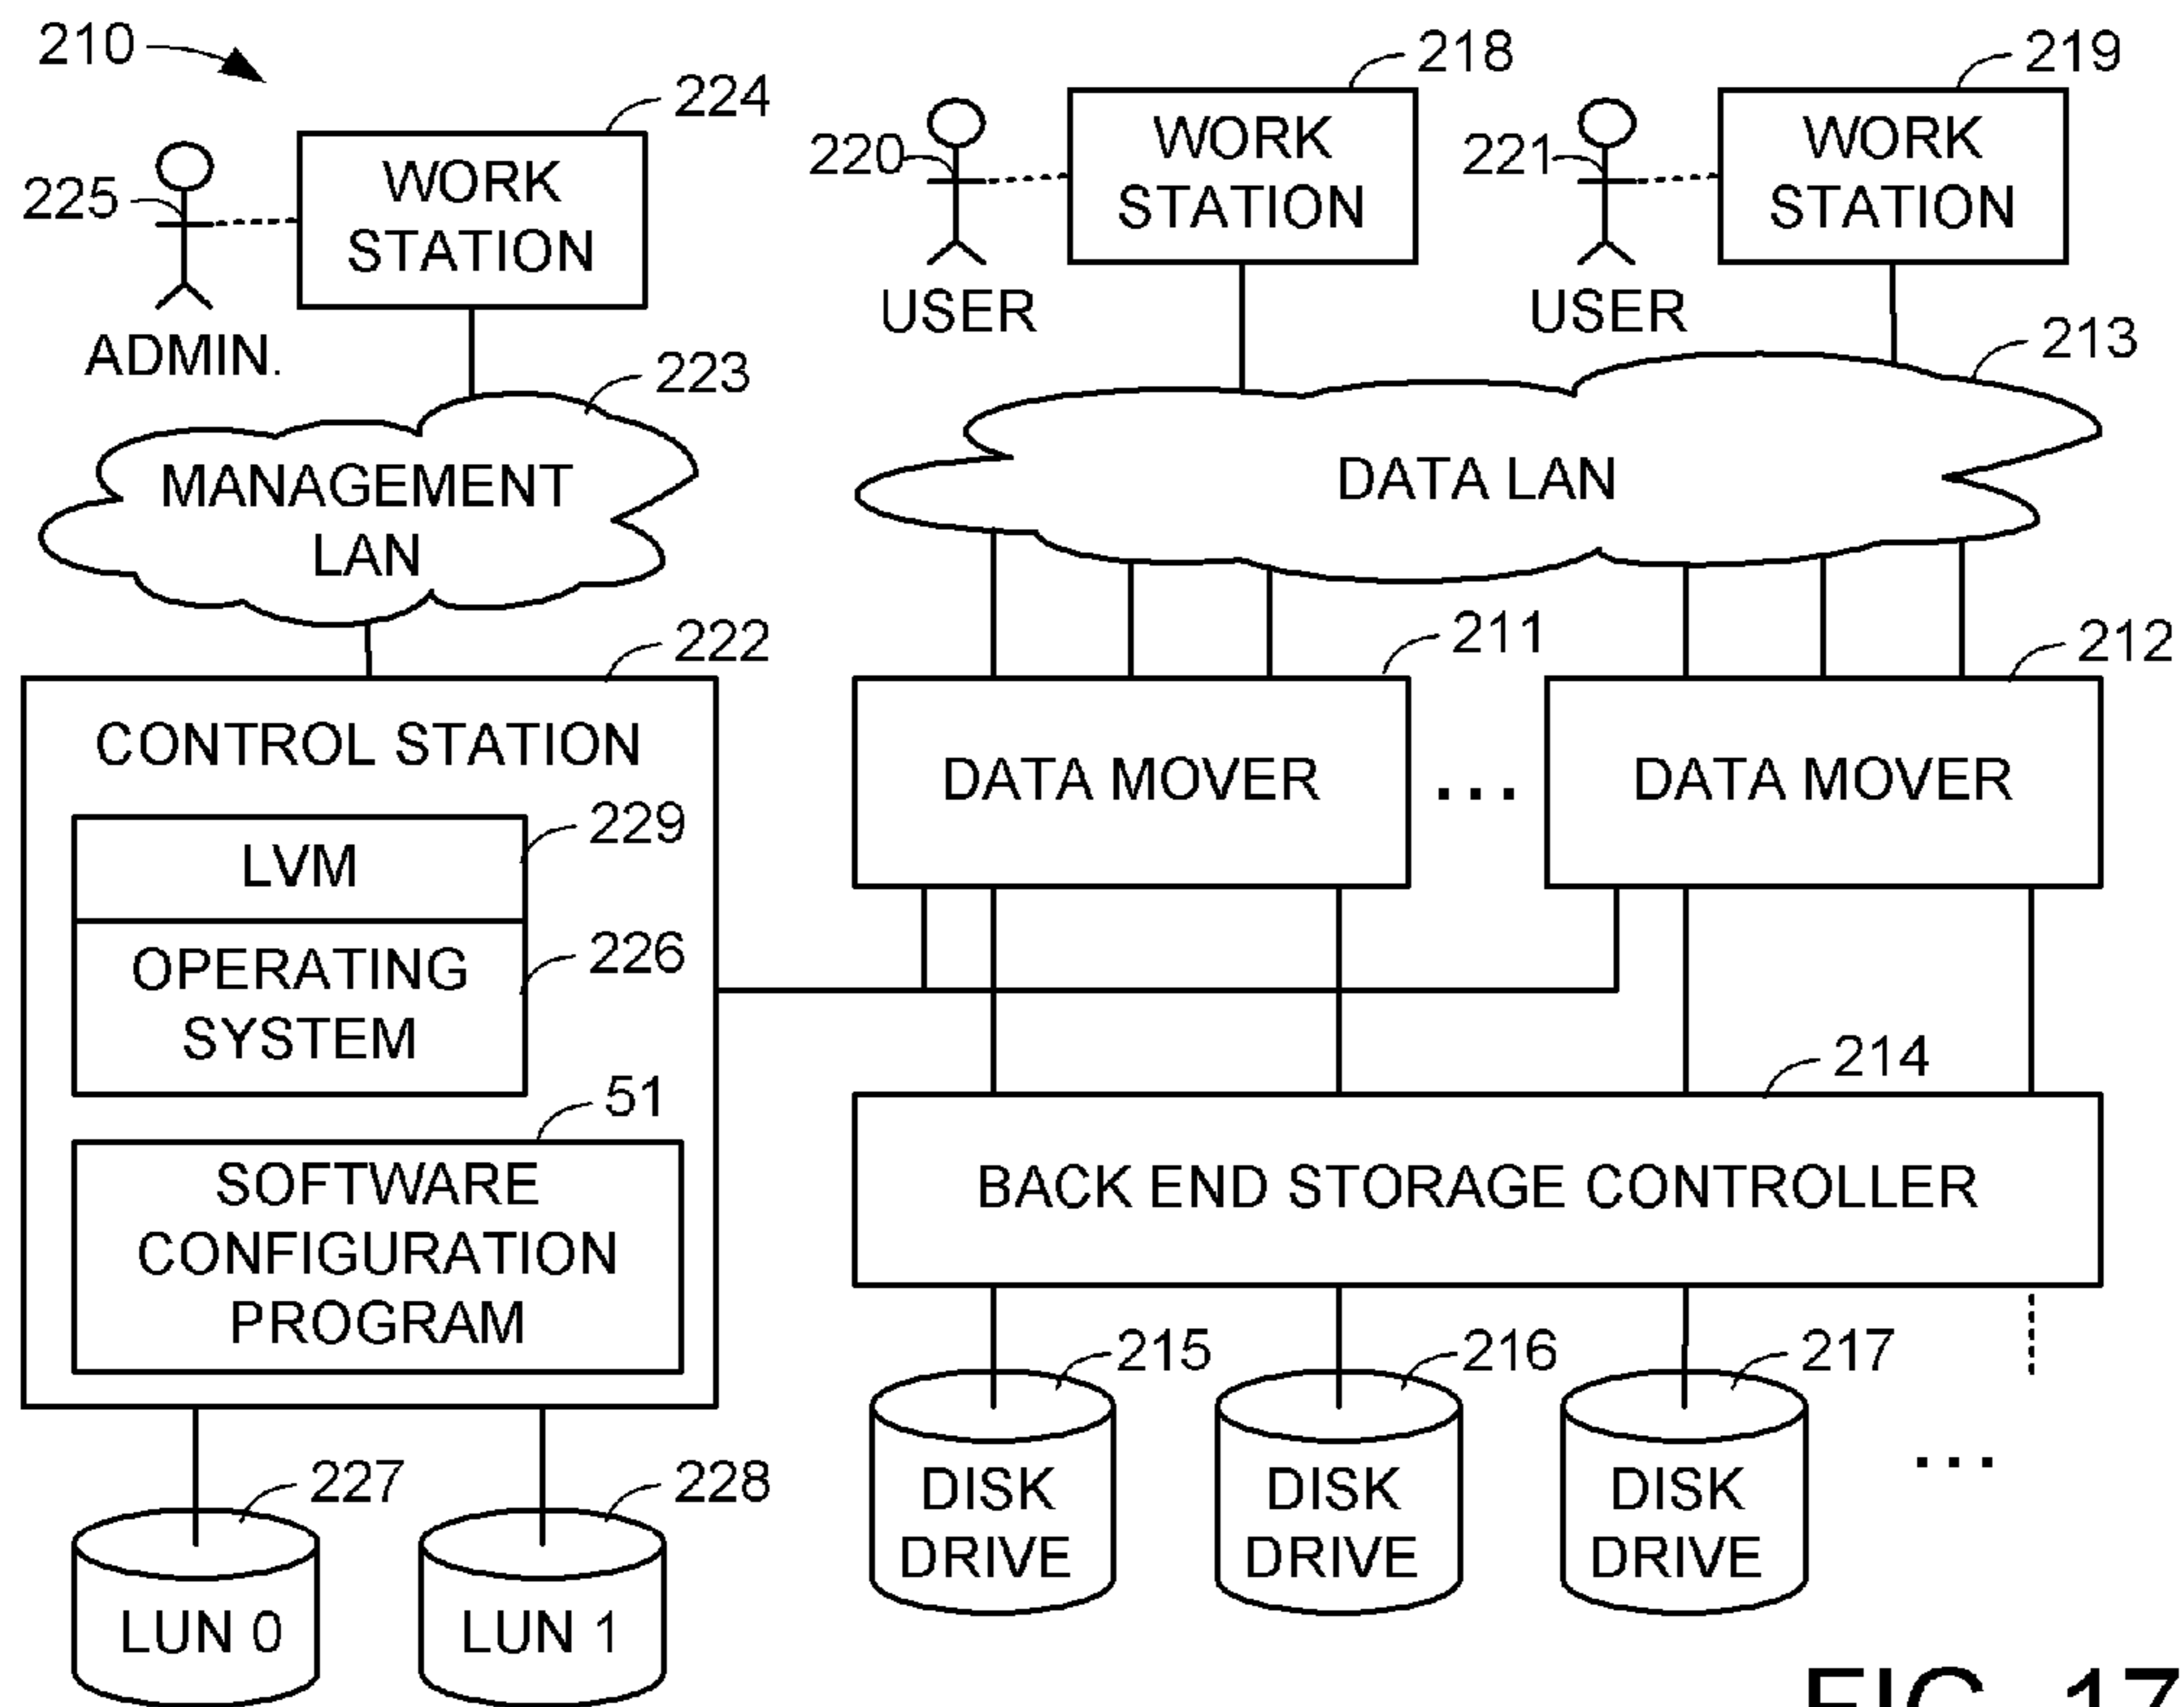 210
224
218
219
225
WORK
STATION
220
WORK
STATION
221
WORK
STATION
ADMIN.
USER
USER
223
213
MANAGEMENT
LAN
DATA LAN
222
211
212
CONTROL STATION
DATA MOVER
...
DATA MOVER
229
LVM
226
OPERATING
SYSTEM
51
SOFTWARE
CONFIGURATION
PROGRAM
214
BACK END STORAGE CONTROLLER
215
216
217
DISK
DRIVE
DISK
DRIVE
DISK
DRIVE
...
227
228
LUN 0
LUN 1
FIG. 17